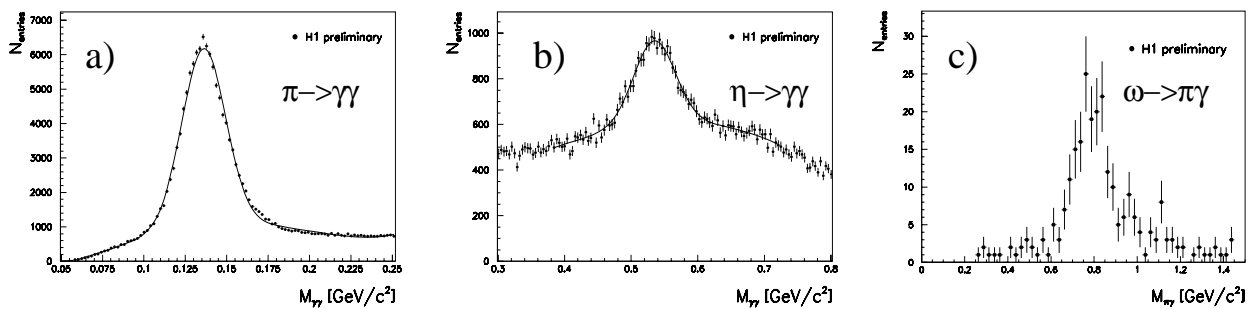 a)
H1 preliminary
π−>γγ
N_entries
7000
6000
5000
4000
3000
2000
1000
0
0.05 0.075 0.1 0.125 0.15 0.175 0.2 0.225 0.25
M_γγ [GeV/c²]
b)
H1 preliminary
η−>γγ
N_entries
1000
800
600
400
200
0
0.3 0.4 0.5 0.6 0.7 0.8
M_γγ [GeV/c²]
c)
H1 preliminary
ω−>πγ
N_entries
30
25
20
15
10
5
0
0 0.2 0.4 0.6 0.8 1 1.2 1.4
M_πγ [GeV/c²]